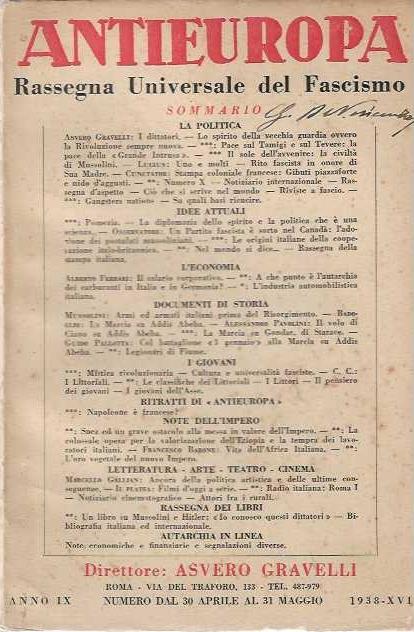 ANTIEUROPA
Rassegna Universale del Fascismo
SOMMARIO
LA POLITICA
ASVERO GRAVELLI: I dittatori. — Lo spirito della vecchia guardia ovvero
la Rivoluzione sempre nuova. — ***: Pace sul Tamigi e sul Tevere: la
pace della «Grande Intrusa». — *** Il sole dell'avvenire: la civiltà
di Mussolini. — LUCIUS: Uno e molti — Rito fascista in onore di
Sua Madre. — CUNCTATOR: Stampa coloniale francese: Gibuti piazzaforte
e nido d'aggusti. — **: Numero X — Notiziario internazionale — Ras-
segna d'aspetto — Ciò che si scrive nel mondo — Riviste a fascio. —
***: Gangsters nation — Su quali basi riuscire.
IDEE ATTUALI
***: Pomezia. — La diplomazia dello spirito e la politica che è una
scienza. — OSSERVATORE: Un Partito fascista è sorto nel Canadà: l'ado-
zione dei postulati mussoliniani. — ***: Le origini italiane della coope-
razione italo-britannica. — **: Nel mondo si dice... — Rassegna della
stampa italiana.
L'ECONOMIA
ALBERTO FERRARI: Il salario corporativo. — **: A che punto è l'autarchia
dei carburanti in Italia e in Germania? — *: L'industria automobilistica
italiana.
DOCUMENTI DI STORIA
MUSSOLINI: Armi ed armati italiani prima del Risorgimento. — BADO-
GLIO: La Marcia su Addis Abeba. — ALESSANDRO PAVOLINI: Il volo di
Ciano su Addis Abeba. — ***: La Marcia su Gondar, di Starace. —
GUIDO PALLOTTA: Col battaglione «3 gennaio» alla Marcia su Addis
Abeba. — **: Legionari di Fiume.
I GIOVANI
***: Mistica rivoluzionaria — Cultura e universalità fasciste. — C. C.:
I Littoriali. — **: Le classifiche dei Littoriali — I Littori — Il pensiero
dei giovani — I giovani dell'Asse.
RITRATTI DI « ANTIEUROPA »
***: Napoleone è francese?
NOTE DELL'IMPERO
**: Suez ed un grave ostacolo alla messa in valore dell'Impero. — **: La
colossale opera per la valorizzazione dell'Etiopia e la tempra dei lavo-
ratori italiani. — FRANCESCO BARONE: Vita dell'Africa Italiana. — **:
L'oro vegetale del nuovo Impero.
LETTERATURA - ARTE - TEATRO - CINEMA
MARCELLO GALLIAN: Ancora della politica artistica e delle ultime con-
seguenze. — IL PLATEA: Films d'oggi a serie. — **: Radio italiana: Roma I
— Notiziario cinematografico — Attori fra i rurali.
RASSEGNA DEI LIBRI
**: Un libro su Mussolini e Hitler: «Io conosco questi dittatori» — Bi-
bliografia italiana ed internazionale.
AUTARCHIA IN LINEA
Note economiche e finanziarie e segnalazioni diverse.
Direttore: ASVERO GRAVELLI
ROMA - VIA DEL TRAFORO, 133 - TEL. 487-979
ANNO IX NUMERO DAL 30 APRILE AL 31 MAGGIO 1938-XVI